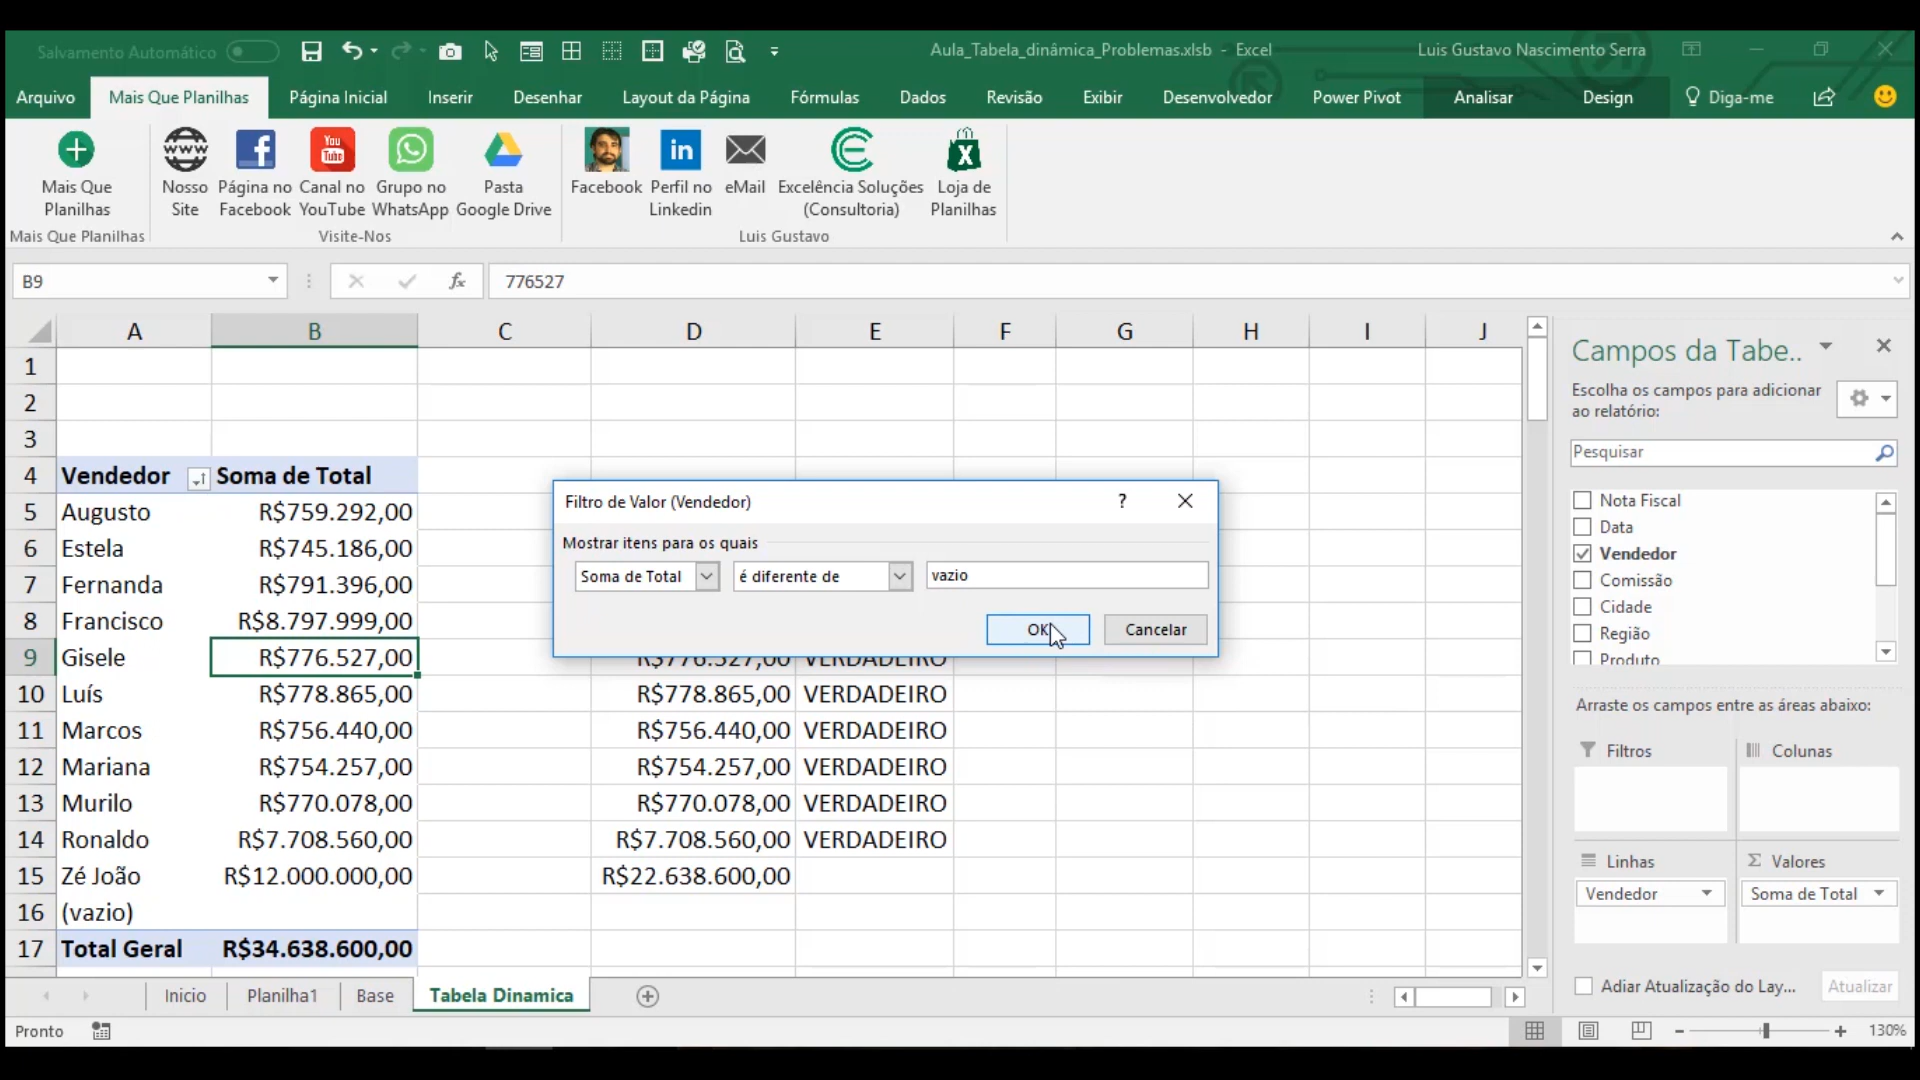 Salvamento Automático
Aula_Tabela_dinâmica_Problemas.xlsb - Excel
Luis Gustavo Nascimento Serra
Arquivo
Mais Que Planilhas
Página Inicial
Inserir
Desenhar
Layout da Página
Fórmulas
Dados
Revisão
Exibir
Desenvolvedor
Power Pivot
Analisar
Design
Diga-me
WWW
You
Tube
in
X
Mais Que
Planilhas
Nosso
Site
Página no
Facebook
Canal no
YouTube
Grupo no
WhatsApp
Pasta
Google Drive
Facebook
Perfil no
Linkedin
eMail
Excelência Soluções
(Consultoria)
Loja de
Planilhas
Mais Que Planilhas
Visite-Nos
Luis Gustavo
B9
fx
776527
A B C D E F G H I J
1
2
3
4 Vendedor Soma de Total
5 Augusto R$759.292,00
6 Estela R$745.186,00
7 Fernanda R$791.396,00
8 Francisco R$8.797.999,00
9 Gisele R$776.527,00 R$776.527,00 VERDADEIRO
10 Luís R$778.865,00 R$778.865,00 VERDADEIRO
11 Marcos R$756.440,00 R$756.440,00 VERDADEIRO
12 Mariana R$754.257,00 R$754.257,00 VERDADEIRO
13 Murilo R$770.078,00 R$770.078,00 VERDADEIRO
14 Ronaldo R$7.708.560,00 R$7.708.560,00 VERDADEIRO
15 Zé João R$12.000.000,00 R$22.638.600,00
16 (vazio)
17 Total Geral R$34.638.600,00
Filtro de Valor (Vendedor)
?
Mostrar itens para os quais
Soma de Total
é diferente de
vazio
OK
Cancelar
Campos da Tabe..
Escolha os campos para adicionar
ao relatório:
Pesquisar
Nota Fiscal
Data
Vendedor
Comissão
Cidade
Região
Produto
Arraste os campos entre as áreas abaixo:
Filtros
Colunas
Linhas
Σ Valores
Vendedor
Soma de Total
Adiar Atualização do Lay...
Atualizar
Inicio
Planilha1
Base
Tabela Dinamica
Pronto
130%